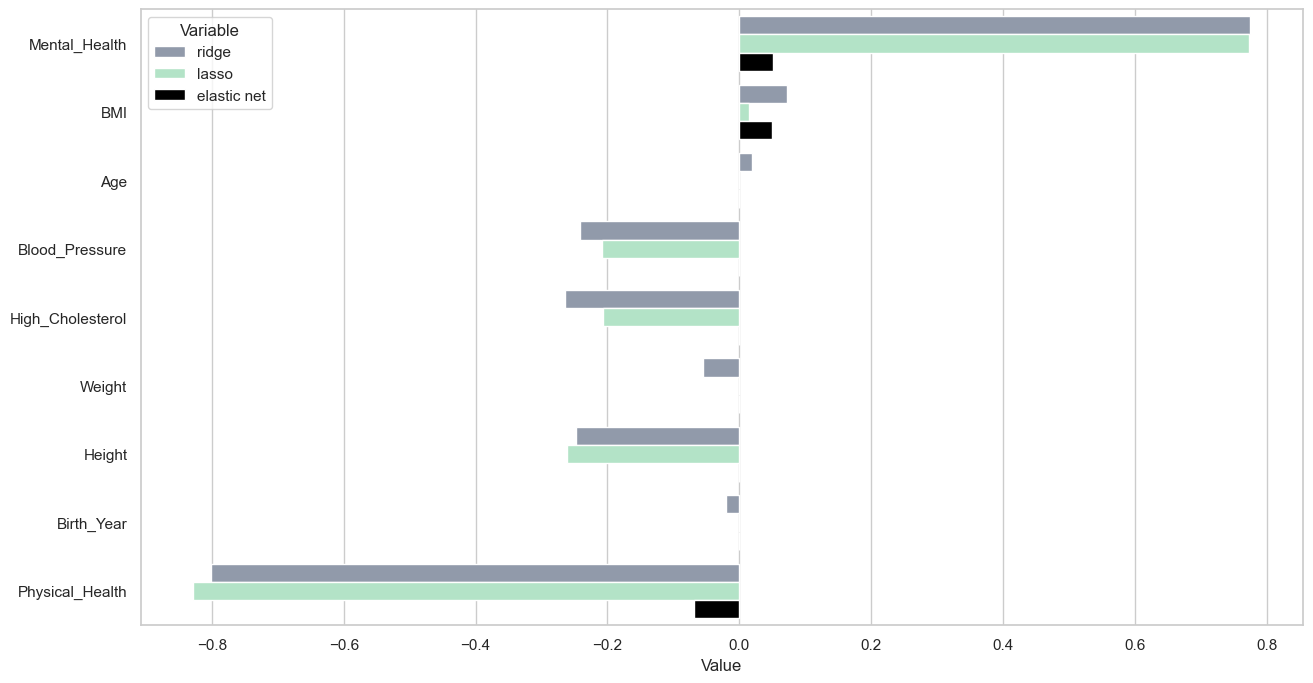 Variable
ridge
lasso
elastic net
Mental_Health
BMI
Age
Blood_Pressure
High_Cholesterol
Weight
Height
Birth_Year
Physical_Health
−0.8 −0.6 −0.4 −0.2 0.0 0.2 0.4 0.6 0.8
Value